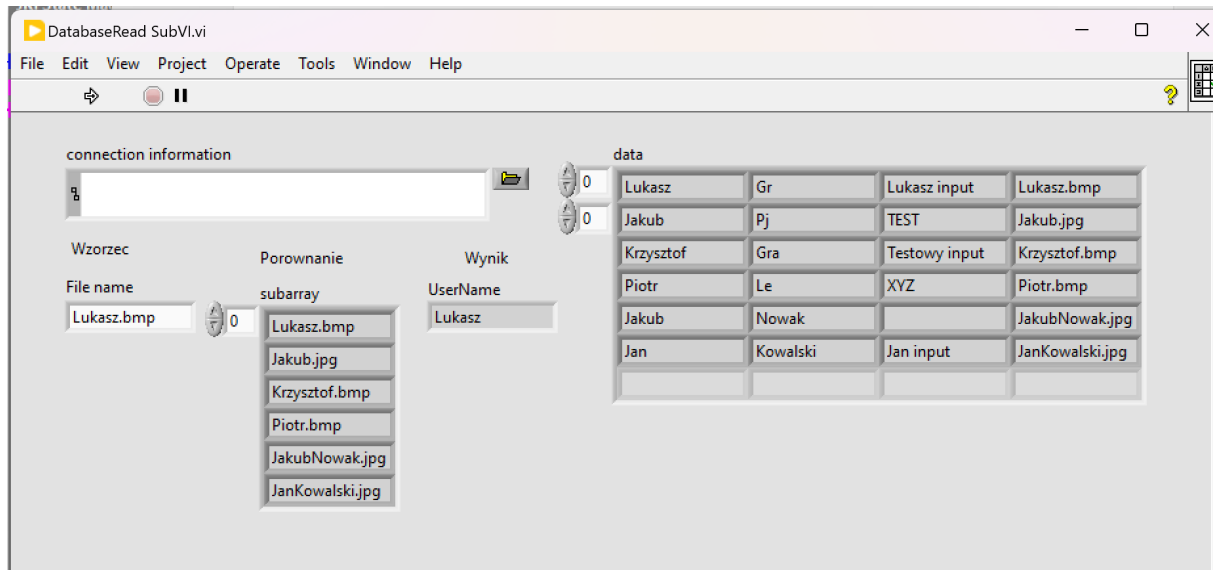 DatabaseRead SubVI.vi
File Edit View Project Operate Tools Window Help
connection information
data
0
0
Lukasz Gr Lukasz input Lukasz.bmp
Jakub Pj TEST Jakub.jpg
Krzysztof Gra Testowy input Krzysztof.bmp
Piotr Le XYZ Piotr.bmp
Jakub Nowak JakubNowak.jpg
Jan Kowalski Jan input JanKowalski.jpg
Wzorzec
File name
Lukasz.bmp
Porownanie
subarray
0
Lukasz.bmp
Jakub.jpg
Krzysztof.bmp
Piotr.bmp
JakubNowak.jpg
JanKowalski.jpg
Wynik
UserName
Lukasz